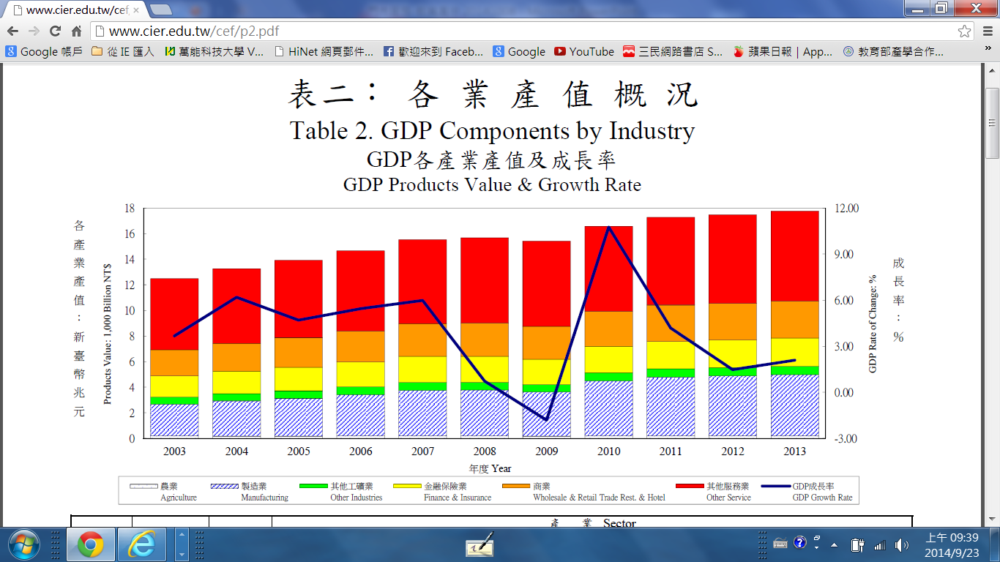 www.cier.edu.tw/cef/
www.cier.edu.tw/cef/p2.pdf
Google 帳戶 從 IE 匯入 萬能科技大學 V... HiNet 網頁郵件... 歡迎來到 Faceb... Google YouTube 三民網路書店 S... 蘋果日報 | App... 教育部產學合作... »
表二: 各業產值概況
Table 2. GDP Components by Industry
GDP各產業產值及成長率
GDP Products Value & Growth Rate
各產業產值:新臺幣兆元
Products Value: 1,000 Billion NT$
18
16
14
12
10
8
6
4
2
0
12.00
9.00
6.00
3.00
0.00
-3.00
GDP Rate of Change: %
成長率:%
2003 2004 2005 2006 2007 2008 2009 2010 2011 2012 2013
年度 Year
農業 製造業 其他工礦業 金融保險業 商業 其他服務業 GDP成長率
Agriculture Manufacturing Other Industries Finance & Insurance Wholesale & Retail Trade Rest. & Hotel Other Service GDP Growth Rate
產 業 Sector
上午 09:39
2014/9/23